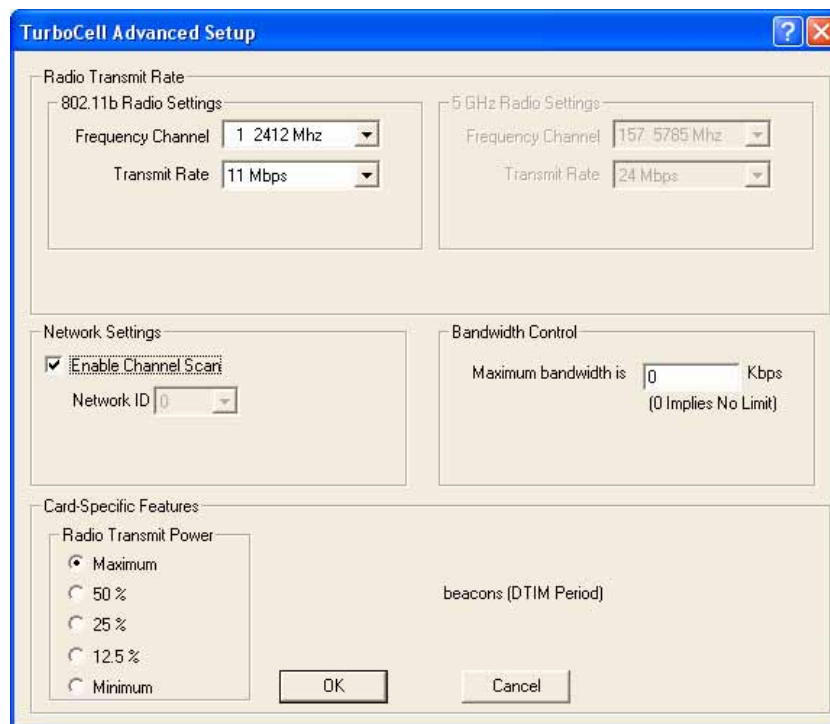 TurboCell Advanced Setup
Radio Transmit Rate
802.11b Radio Settings
Frequency Channel 1 2412 Mhz
Transmit Rate 11 Mbps
5 GHz Radio Settings
Frequency Channel 157 5785 Mhz
Transmit Rate 24 Mbps
Network Settings
Enable Channel Scan
Network ID 0
Bandwidth Control
Maximum bandwidth is 0 Kbps
(0 Implies No Limit)
Card-Specific Features
Radio Transmit Power
Maximum
50 %
25 %
12.5 %
Minimum
beacons (DTIM Period)
OK
Cancel